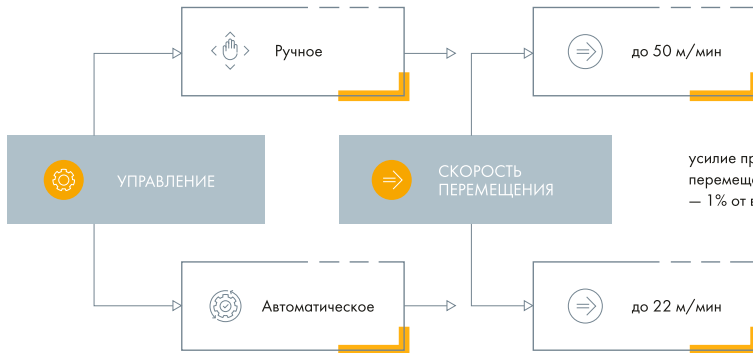 Ручное
до 50 м/мин
УПРАВЛЕНИЕ
СКОРОСТЬ
ПЕРЕМЕЩЕНИЯ
усилие
— 1% от
Автоматическое
до 22 м/мин